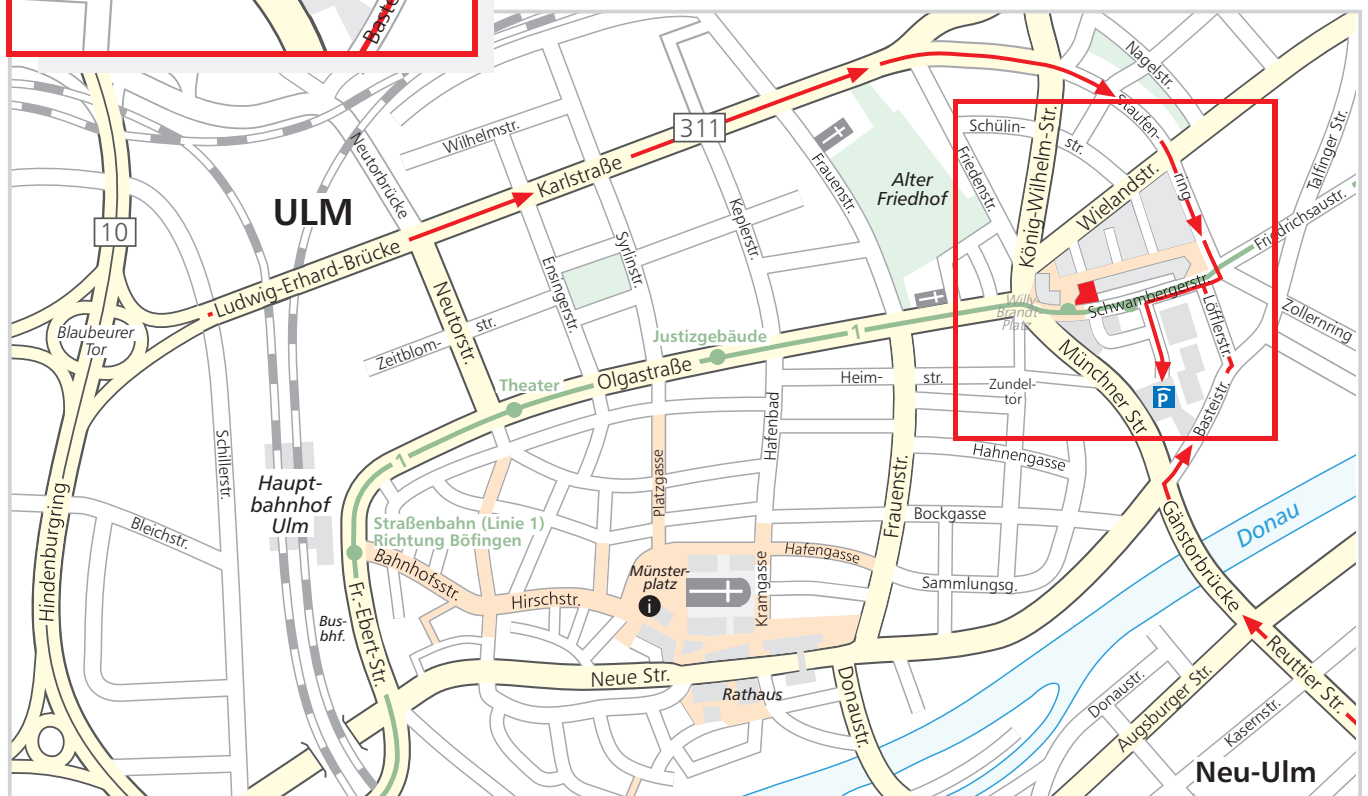 Baste
Nagelstr.
Staufen-
ring
311
Schülin-
str.
König-Wilhelm-Str.
Wilhelmstr.
Neutorbrücke
Karlstraße
Frauenstr.
Friedenstr.
Talfinger Str.
Alter
Friedhof
Wielandstr.
ULM
10
Keplerstr.
Syrlinstr.
Friedrichsaustr.
Ludwig-Erhard-Brücke
Ensingerstr.
Neutorstr.
Willy
Brandt
Platz
Schwambergerstr.
Löfflerstr.
Zollernring
Blaubeurer
Tor
Zeitblom-
str.
Justizgebäude
1
Münchner Str
Olgastraße
Heim-
str.
Zundel-
tor
Theater
P
Basteistr.
Hafenbad
Schillerstr.
Platzgasse
Hahnengasse
1
Haupt-
bahnhof
Ulm
Frauenstr.
Hindenburgring
Bleichstr.
Straßenbahn (Linie 1)
Richtung Böfingen
Bockgasse
Gänstorbrücke
Donau
Bahnhofsstr.
Hafengasse
Münster-
platz
Kramgasse
Sammlungsg.
Hirschstr.
i
Fr.-Ebert-Str.
Bus-
bhf.
Reuttier Str.
Neue Str.
Rathaus
Donaustr.
Donaustr.
Augsburger Str.
Kasernstr.
Neu-Ulm